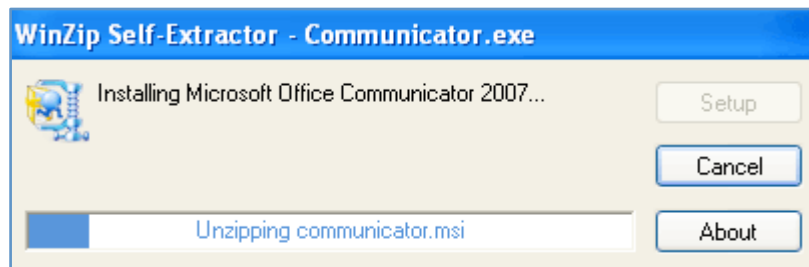 WinZip Self-Extractor - Communicator.exe
Installing Microsoft Office Communicator 2007...
Setup
Cancel
Unzipping communicator.msi
About